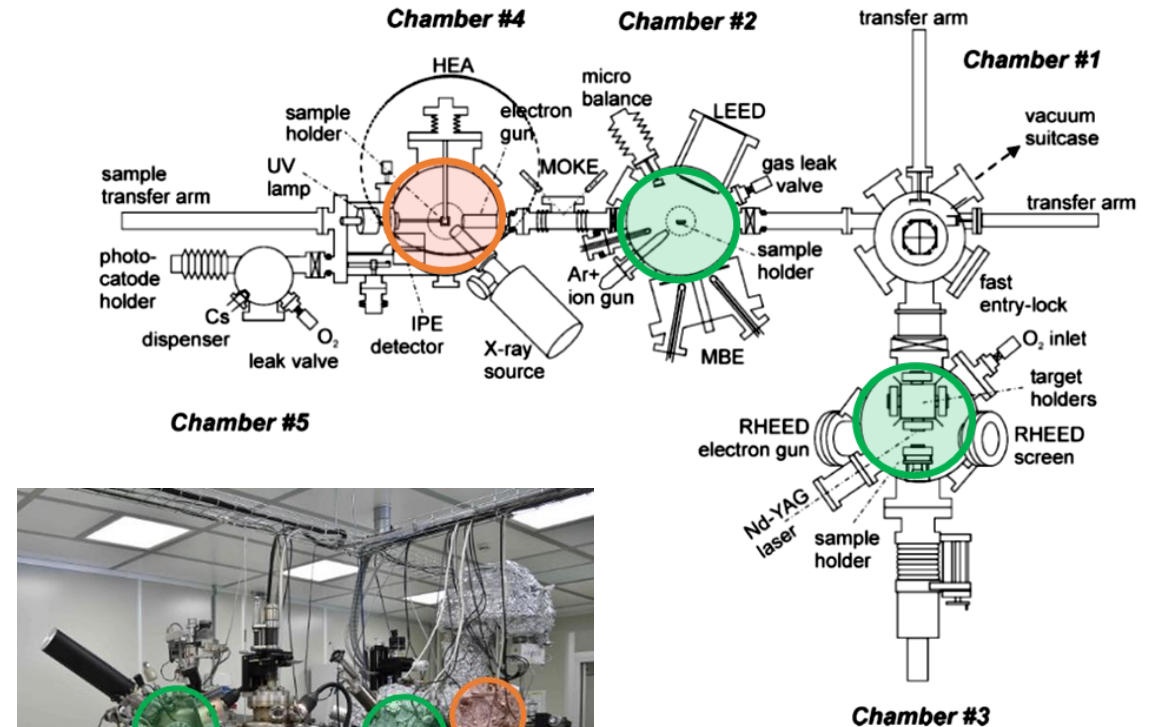 Chamber #4
Chamber #2
transfer arm
Chamber #1
HEA
micro
balance
LEED
sample
holder
electron
gun
vacuum
suitcase
MOKE
UV
lamp
gas leak
valve
sample
transfer arm
transfer arm
photo-
catode
holder
sample
holder
Ar+
ion gun
fast
entry-lock
Cs
dispenser
O₂
leak valve
IPE
detector
X-ray
source
MBE
O₂ inlet
target
holders
Chamber #5
RHEED
electron gun
RHEED
screen
Nd-YAG
laser
sample
holder
Chamber #3